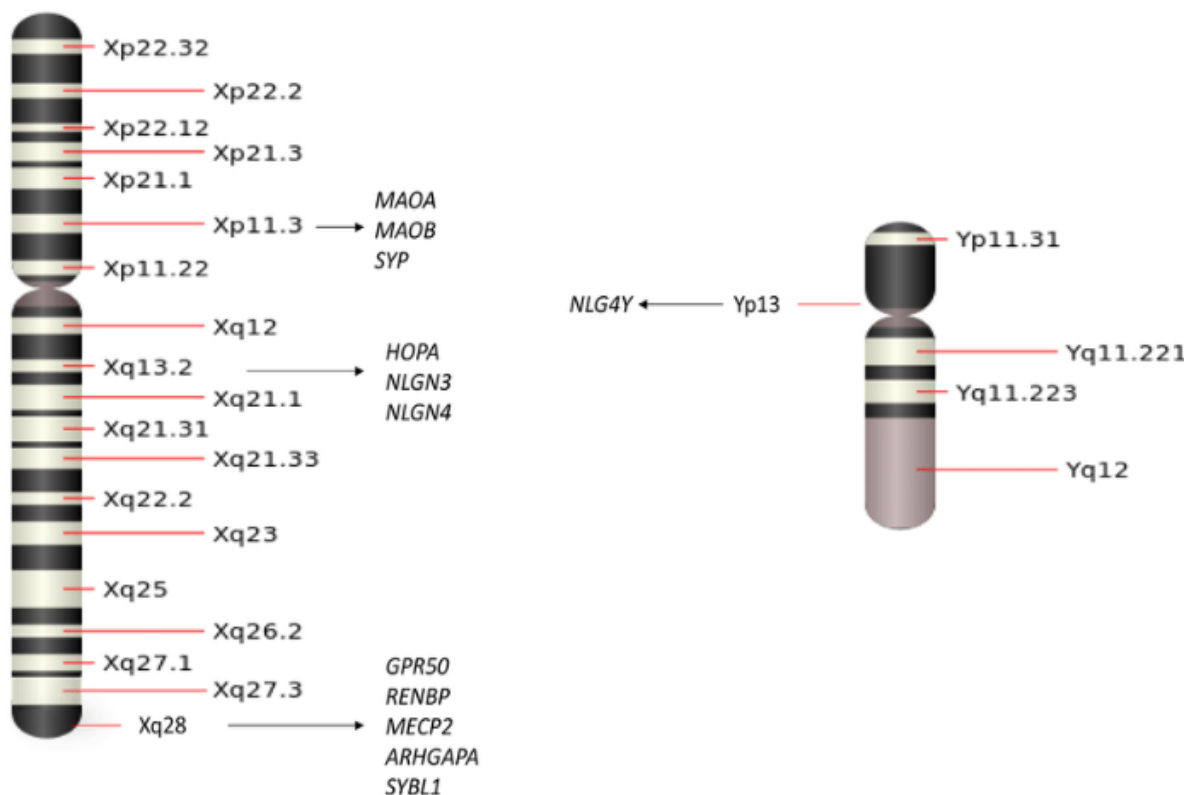 Xp22.32
Xp22.2
Xp22.12
Xp21.3
Xp21.1
Xp11.3
MAOA
MAOB
SYP
Xp11.22
Xq12
Xq13.2
HOPA
NLGN3
NLGN4
Xq21.1
Xq21.31
Xq21.33
Xq22.2
Xq23
Xq25
Xq26.2
Xq27.1
Xq27.3
Xq28
GPR50
RENBP
MECP2
ARHGAPA
SYBL1
Yp11.31
NLG4Y
Yp13
Yq11.221
Yq11.223
Yq12